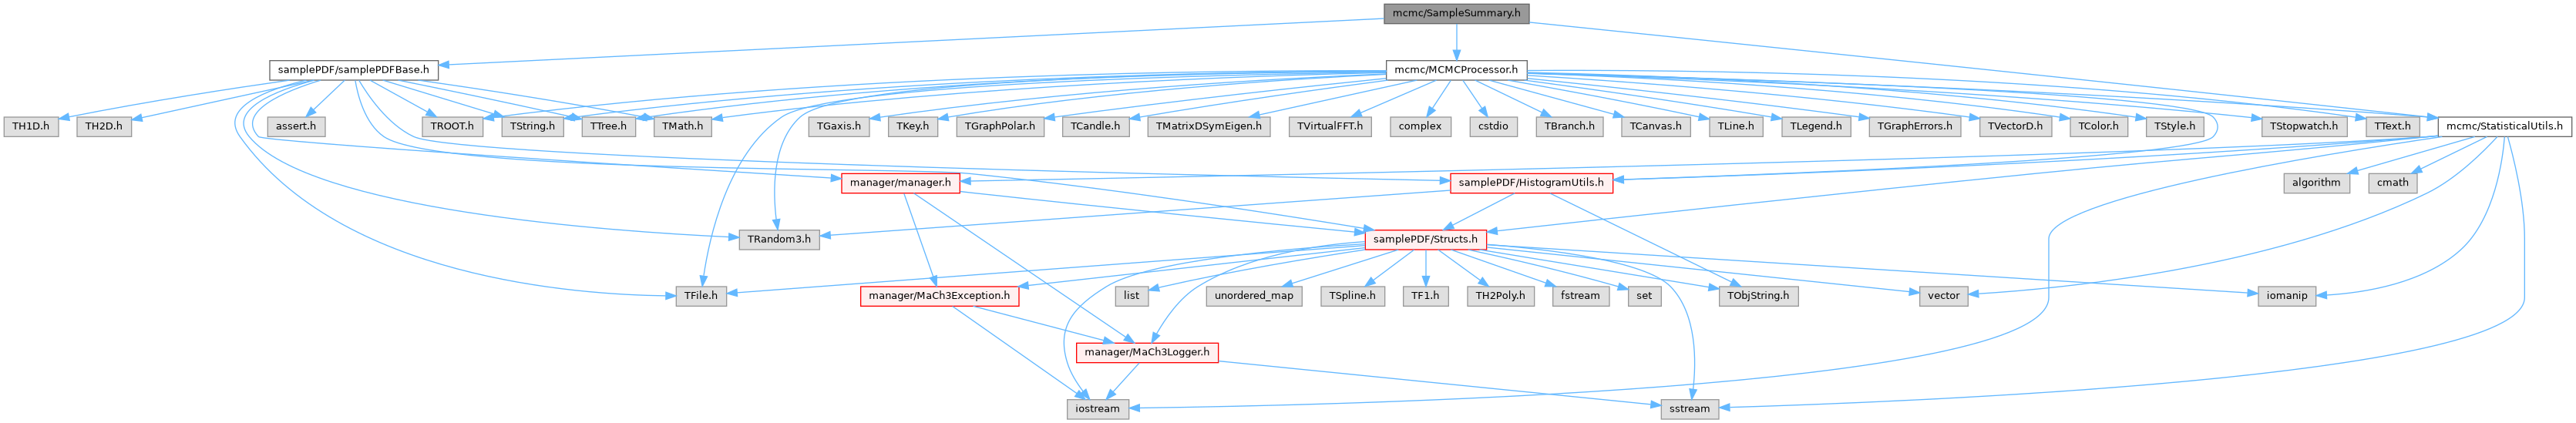 mcmc/SampleSummary.h
samplePDF/samplePDFBase.h
mcmc/MCMCProcessor.h
TH1D.h
TH2D.h
assert.h
TROOT.h
TString.h
TTree.h
TMath.h
TGaxis.h
TKey.h
TGraphPolar.h
TCandle.h
TMatrixDSymEigen.h
TVirtualFFT.h
complex
cstdio
TBranch.h
TCanvas.h
TLine.h
TLegend.h
TGraphErrors.h
TVectorD.h
TColor.h
TStyle.h
TStopwatch.h
TText.h
mcmc/StatisticalUtils.h
manager/manager.h
samplePDF/HistogramUtils.h
algorithm
cmath
TRandom3.h
samplePDF/Structs.h
TFile.h
manager/MaCh3Exception.h
list
unordered_map
TSpline.h
TF1.h
TH2Poly.h
fstream
set
TObjString.h
vector
iomanip
manager/MaCh3Logger.h
iostream
sstream